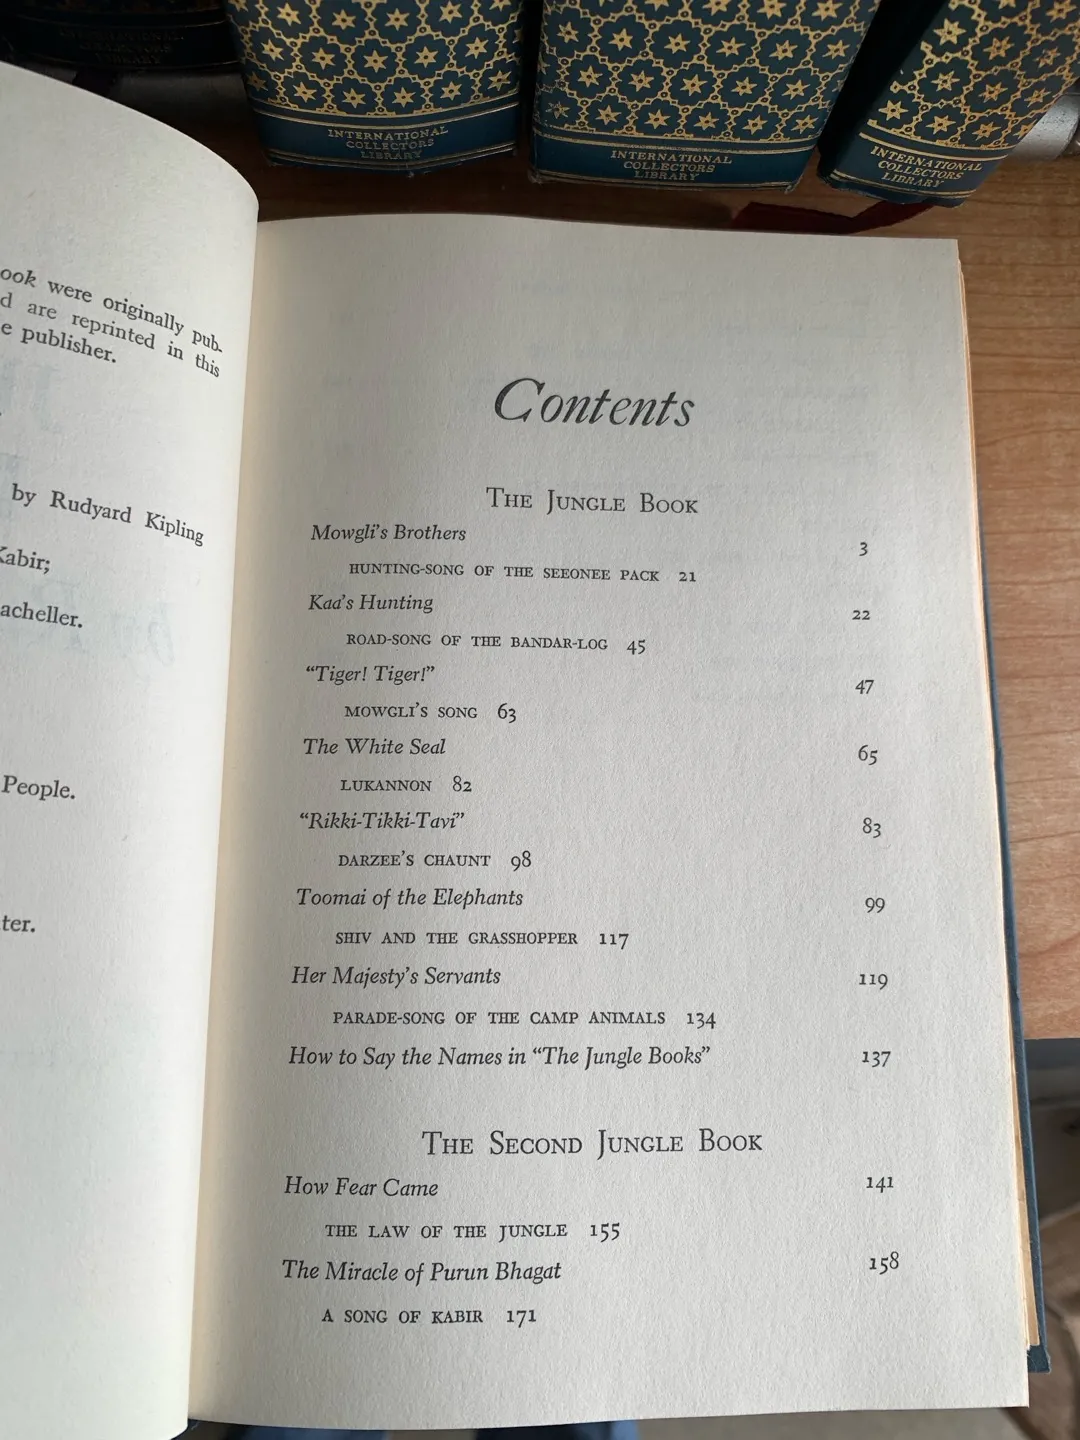 INTERNATIONAL
COLLECTORS
LIBRARY
INTERNATIONAL
COLLECTORS
LIBRARY
INTERNATIONAL
COLLECTORS
LIBRARY
INTERNATIONAL
COLLECTORS
LIBRARY
ook were originally pub-
d are reprinted in this
e publisher.
by Rudyard Kipling
Kabir;
acheller.
People.
ter.
Contents
THE JUNGLE BOOK
Mowgli's Brothers 3
HUNTING-SONG OF THE SEEONEE PACK 21
Kaa's Hunting 22
ROAD-SONG OF THE BANDAR-LOG 45
"Tiger! Tiger!" 47
MOWGLI'S SONG 63
The White Seal 65
LUKANNON 82
"Rikki-Tikki-Tavi" 83
DARZEE'S CHAUNT 98
Toomai of the Elephants 99
SHIV AND THE GRASSHOPPER 117
Her Majesty's Servants 119
PARADE-SONG OF THE CAMP ANIMALS 134
How to Say the Names in "The Jungle Books" 137
THE SECOND JUNGLE BOOK
How Fear Came 141
THE LAW OF THE JUNGLE 155
The Miracle of Purun Bhagat 158
A SONG OF KABIR 171